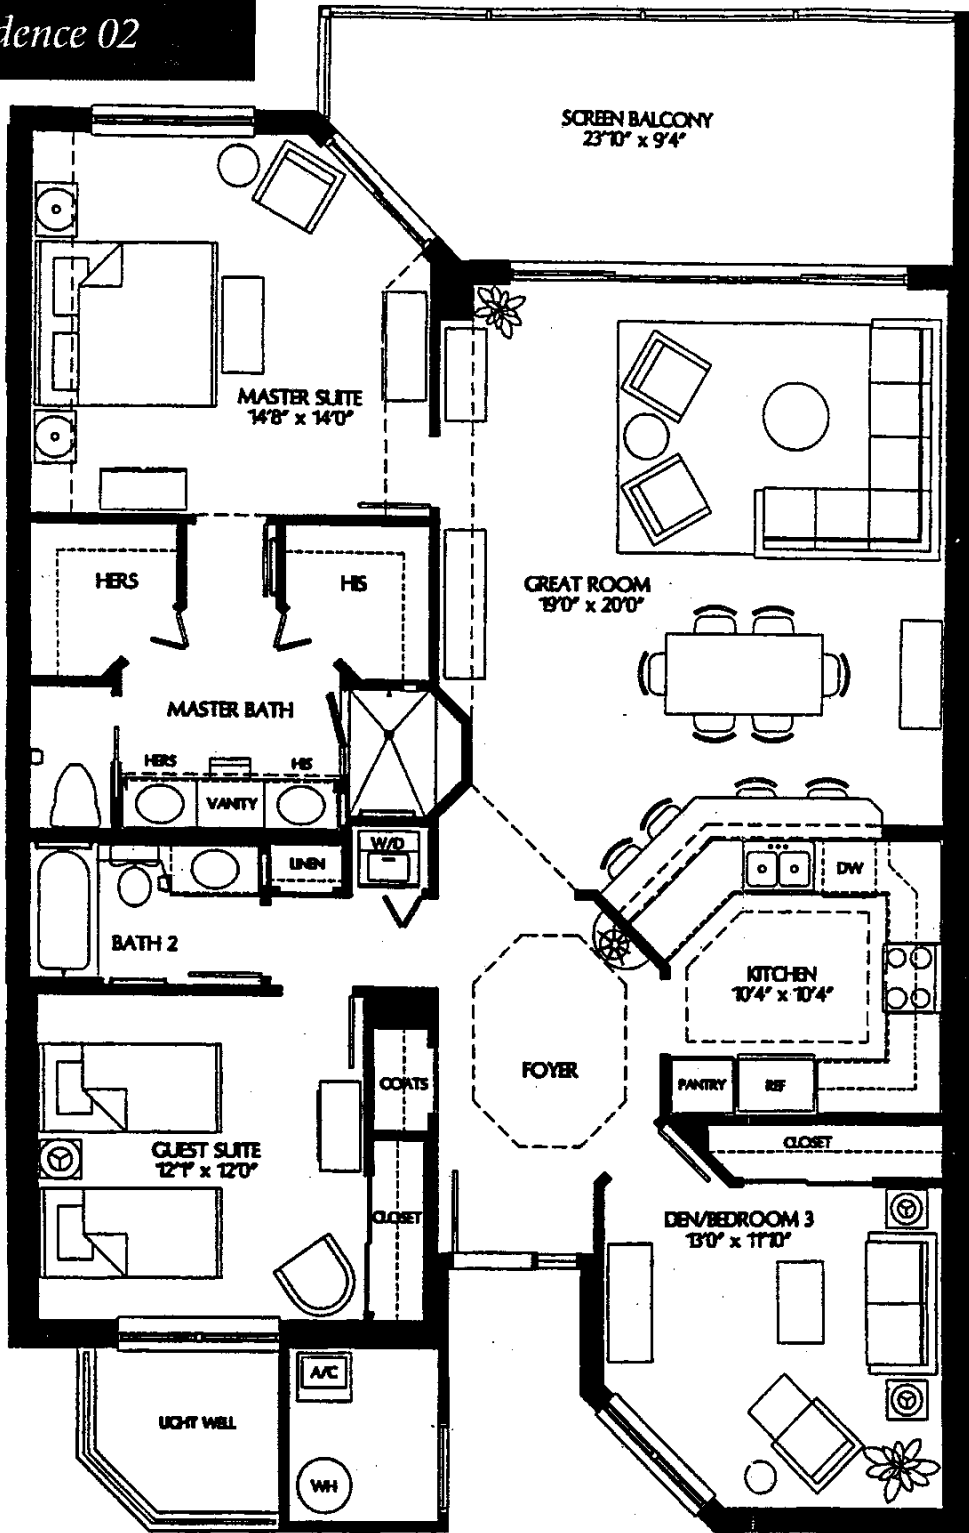 dence 02
SCREEN BALCONY
23'10" x 9'4"
MASTER SUITE
14'8" x 14'0"
HERS
HIS
GREAT ROOM
19'0" x 20'0"
MASTER BATH
HERS
HIS
VANITY
W/D
LINEN
DW
BATH 2
KITCHEN
10'4" x 10'4"
FOYER
COATS
PANTRY
REF
CLOSET
GUEST SUITE
12'1" x 12'0"
CLOSET
DEN/BEDROOM 3
13'0" x 11'10"
A/C
LIGHT WELL
WH